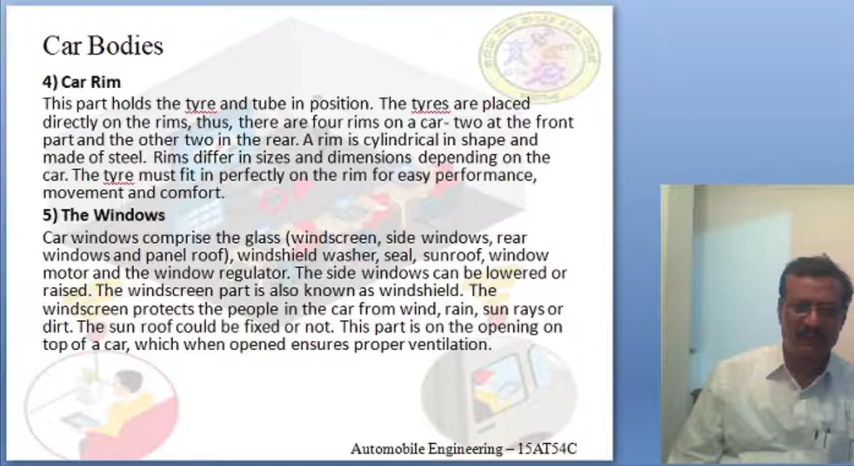 Car Bodies
4) Car Rim
This part holds the tyre and tube in position. The tyres are placed
directly on the rims, thus, there are four rims on a car- two at the front
part and the other two in the rear. A rim is cylindrical in shape and
made of steel. Rims differ in sizes and dimensions depending on the
car. The tyre must fit in perfectly on the rim for easy performance,
movement and comfort.
5) The Windows
Car windows comprise the glass (windscreen, side windows, rear
windows and panel roof), windshield washer, seal, sunroof, window
motor and the window regulator. The side windows can be lowered or
raised. The windscreen part is also known as windshield. The
windscreen protects the people in the car from wind, rain, sun rays or
dirt. The sun roof could be fixed or not. This part is on the opening on
top of a car, which when opened ensures proper ventilation.
Automobile Engineering – 15AT54C